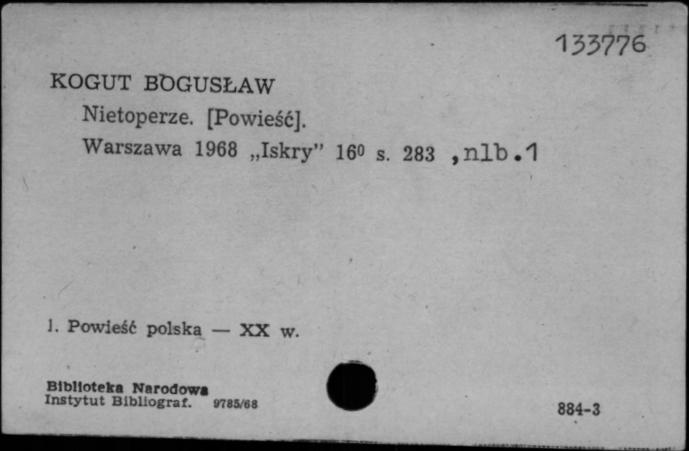 133776
KOGUT BOGUSŁAW
Nietoperze. [Powieść].
Warszawa 1968 „Iskry” 16⁰ s. 283 ,nlb.1
1. Powieść polska — XX w.
Biblioteka Narodowa
Instytut Bibliograf. 9785/68
884-3